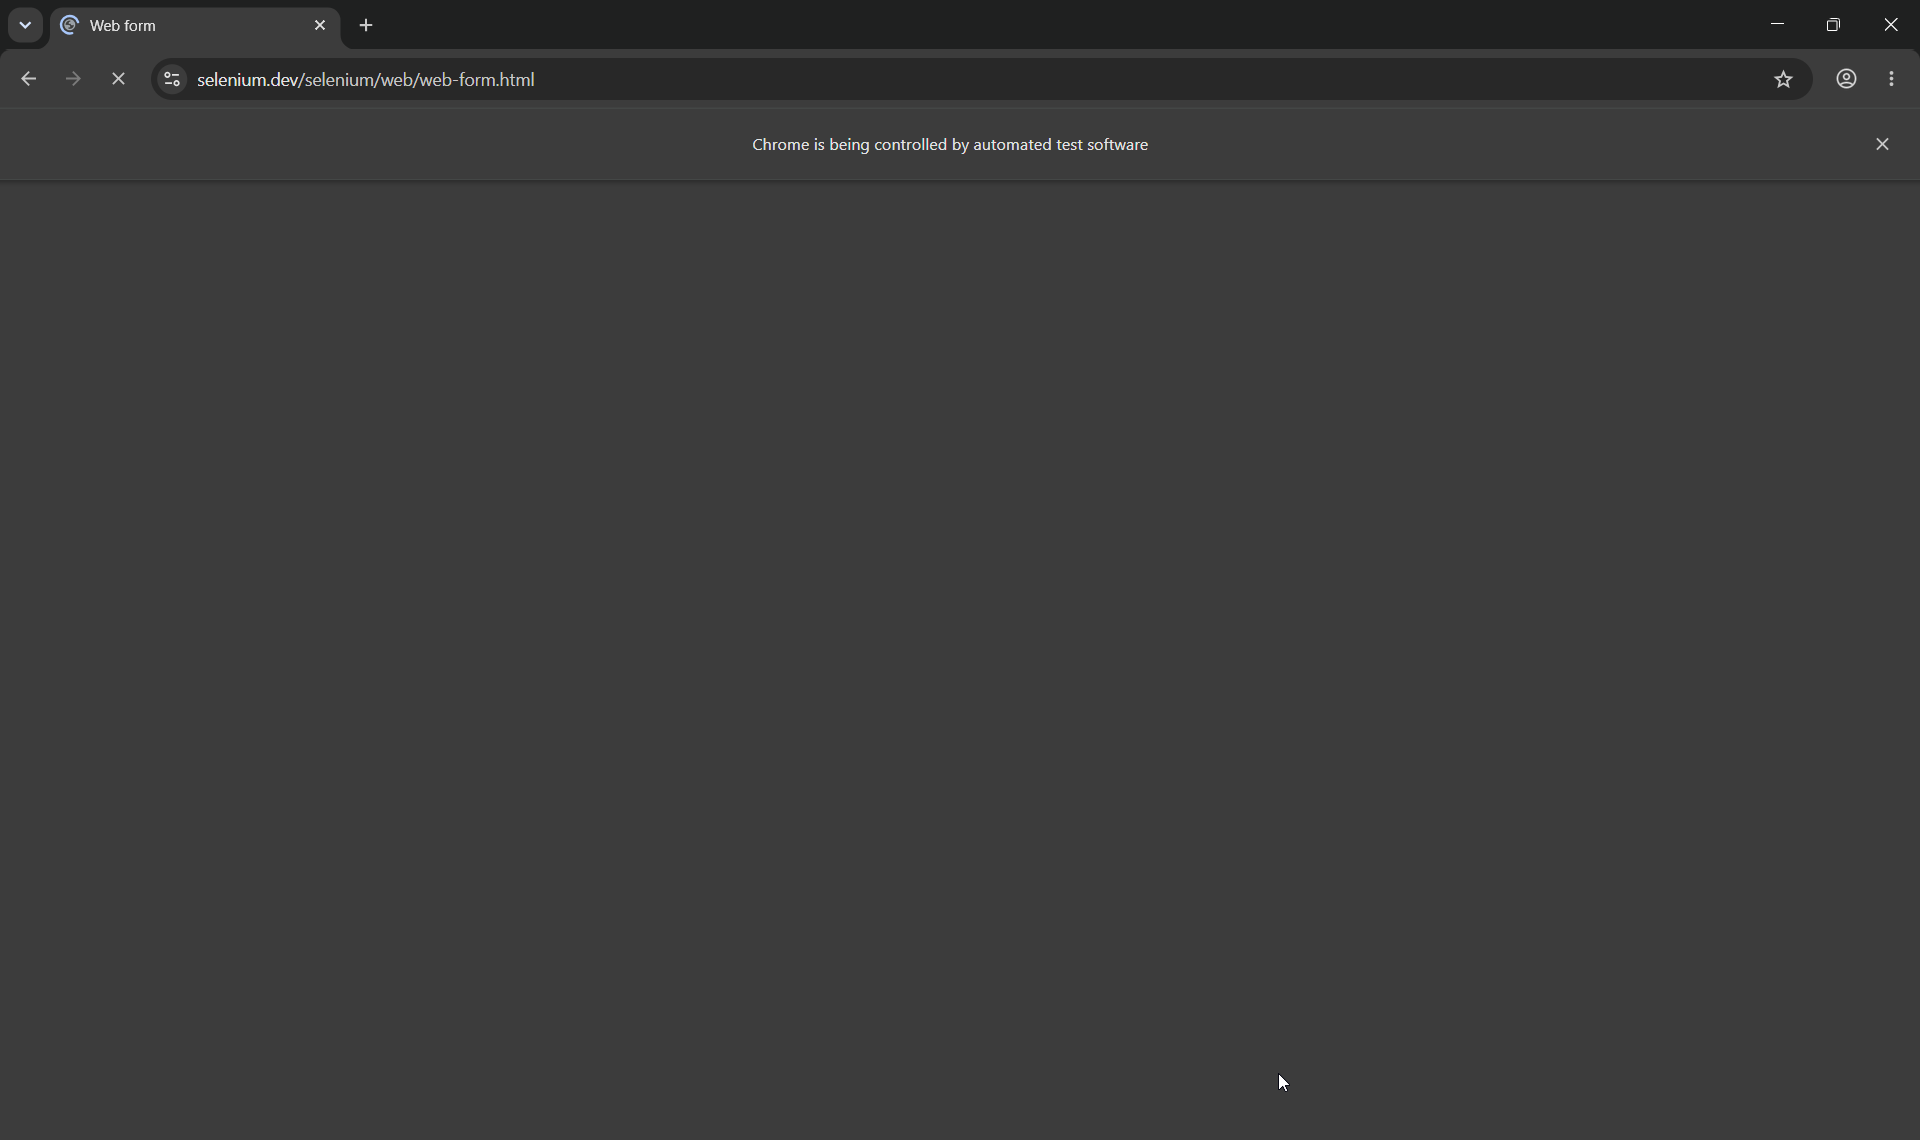 Web form
selenium.dev/selenium/web/web-form.html
Chrome is being controlled by automated test software